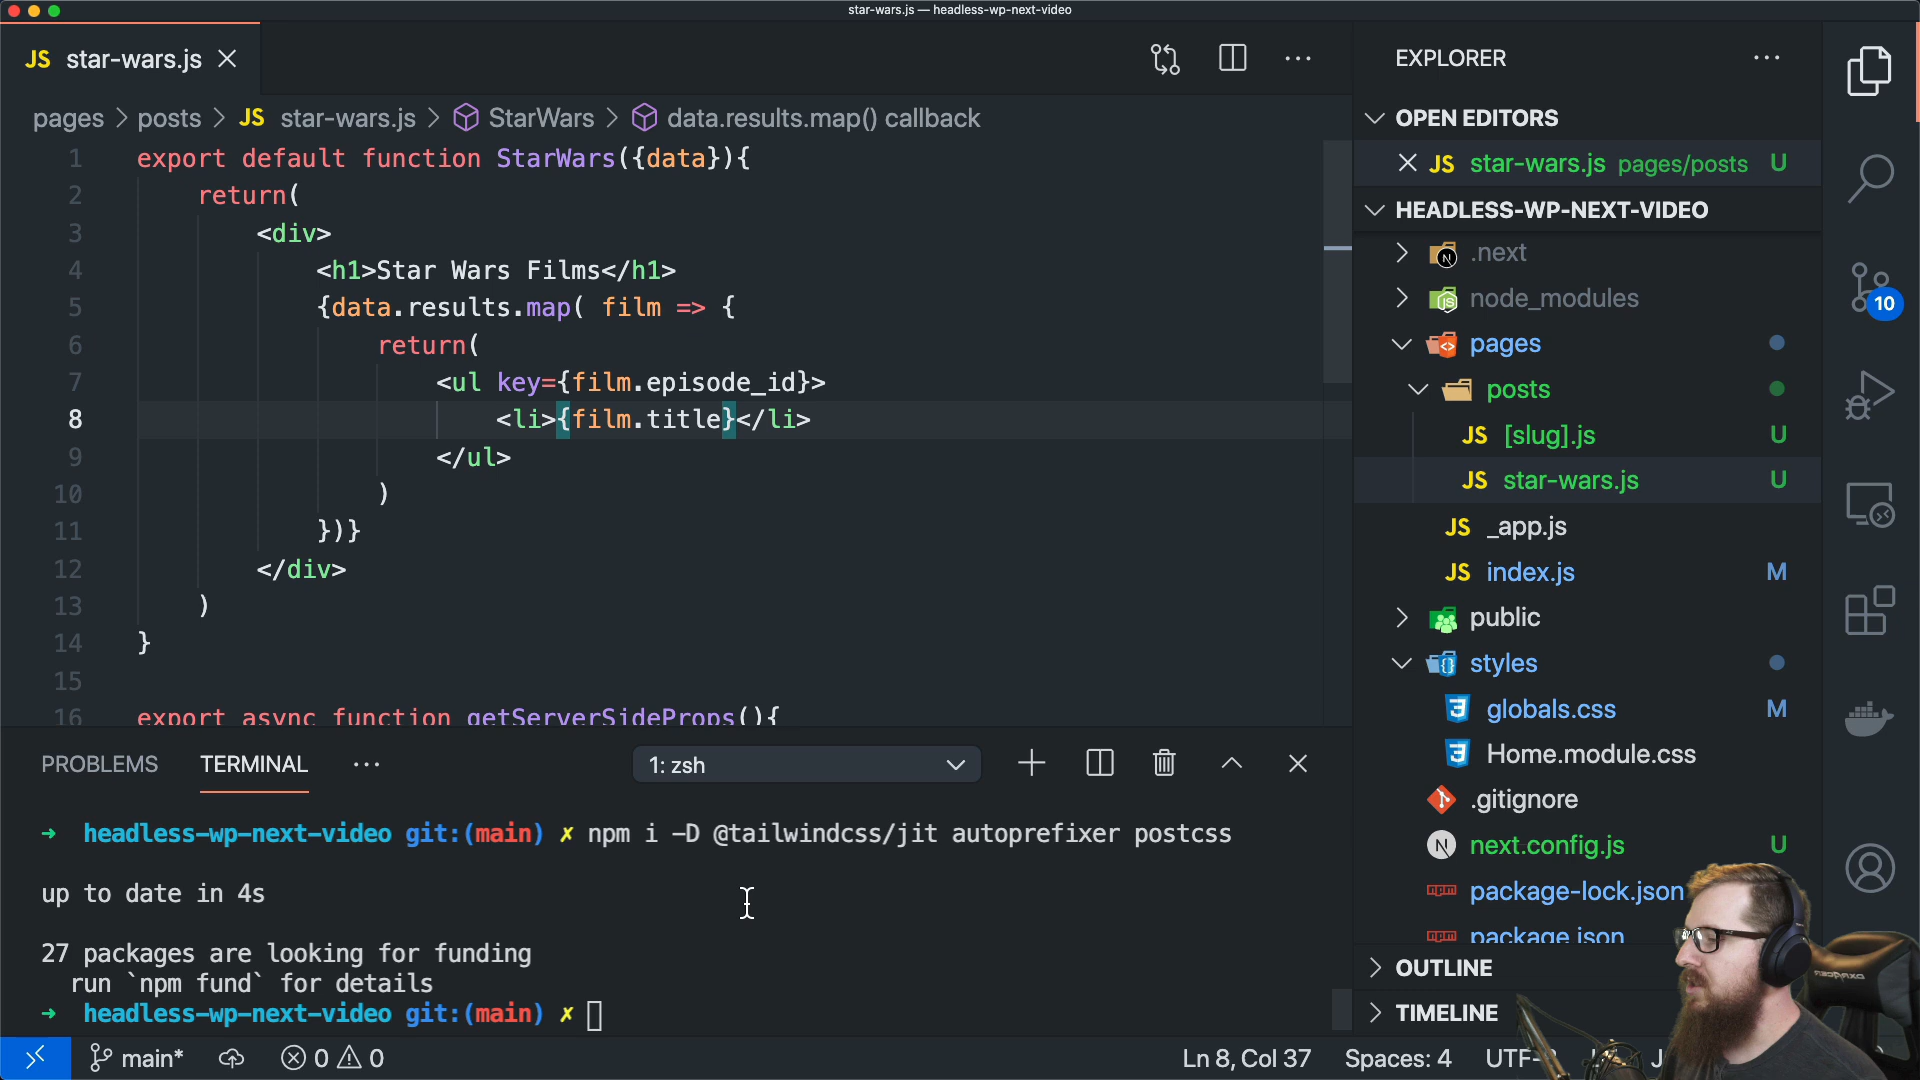 star-wars.js — headless-wp-next-video
JS star-wars.js
pages > posts > JS star-wars.js > StarWars > data.results.map() callback
1 export default function StarWars({data}){
2 return(
3 <div>
4 <h1>Star Wars Films</h1>
5 {data.results.map( film => {
6 return(
7 <ul key={film.episode_id}>
8 <li>{film.title}</li>
9 </ul>
10 )
11 })}
12 </div>
13 )
14 }
15
16 export async function getServerSideProps(){
PROBLEMS TERMINAL ··· 1: zsh
➜ headless-wp-next-video git:(main) ✗ npm i -D @tailwindcss/jit autoprefixer postcss
up to date in 4s
27 packages are looking for funding
run `npm fund` for details
➜ headless-wp-next-video git:(main) ✗
EXPLORER
OPEN EDITORS
JS star-wars.js pages/posts U
HEADLESS-WP-NEXT-VIDEO
.next
node_modules
pages
posts
JS [slug].js U
JS star-wars.js U
JS _app.js
JS index.js M
public
styles
globals.css M
Home.module.css
.gitignore
next.config.js U
package-lock.json
package.json
OUTLINE
TIMELINE
10
main* 0 0
Ln 8, Col 37 Spaces: 4